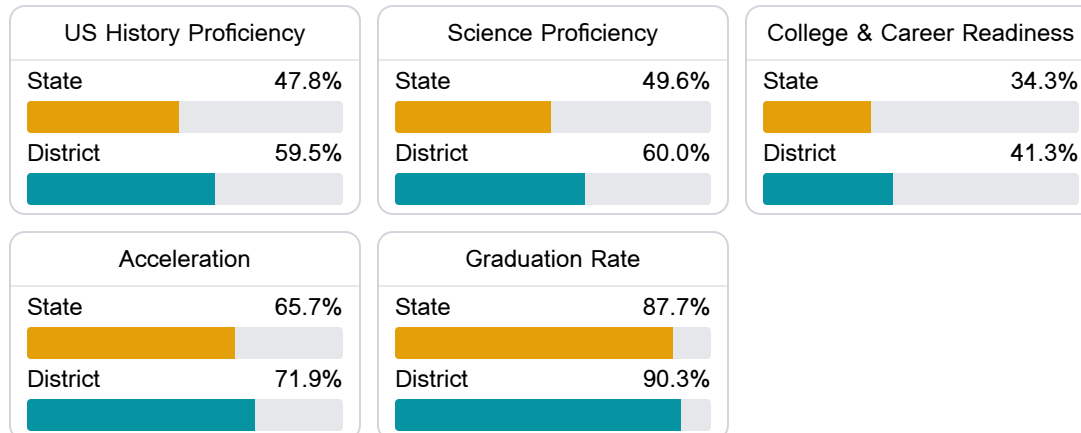 US History Proficiency
State 47.8%
District 59.5%
Science Proficiency
State 49.6%
District 60.0%
College & Career Readiness
State 34.3%
District 41.3%
Acceleration
State 65.7%
District 71.9%
Graduation Rate
State 87.7%
District 90.3%